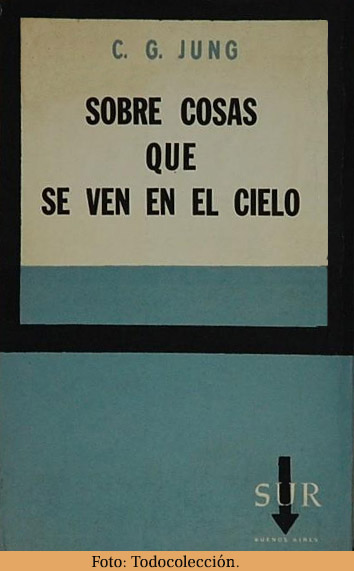 C. G. JUNG
SOBRE COSAS
QUE
SE VEN EN EL CIELO
SUR
BUENOS AIRES
Foto: Todocolección.